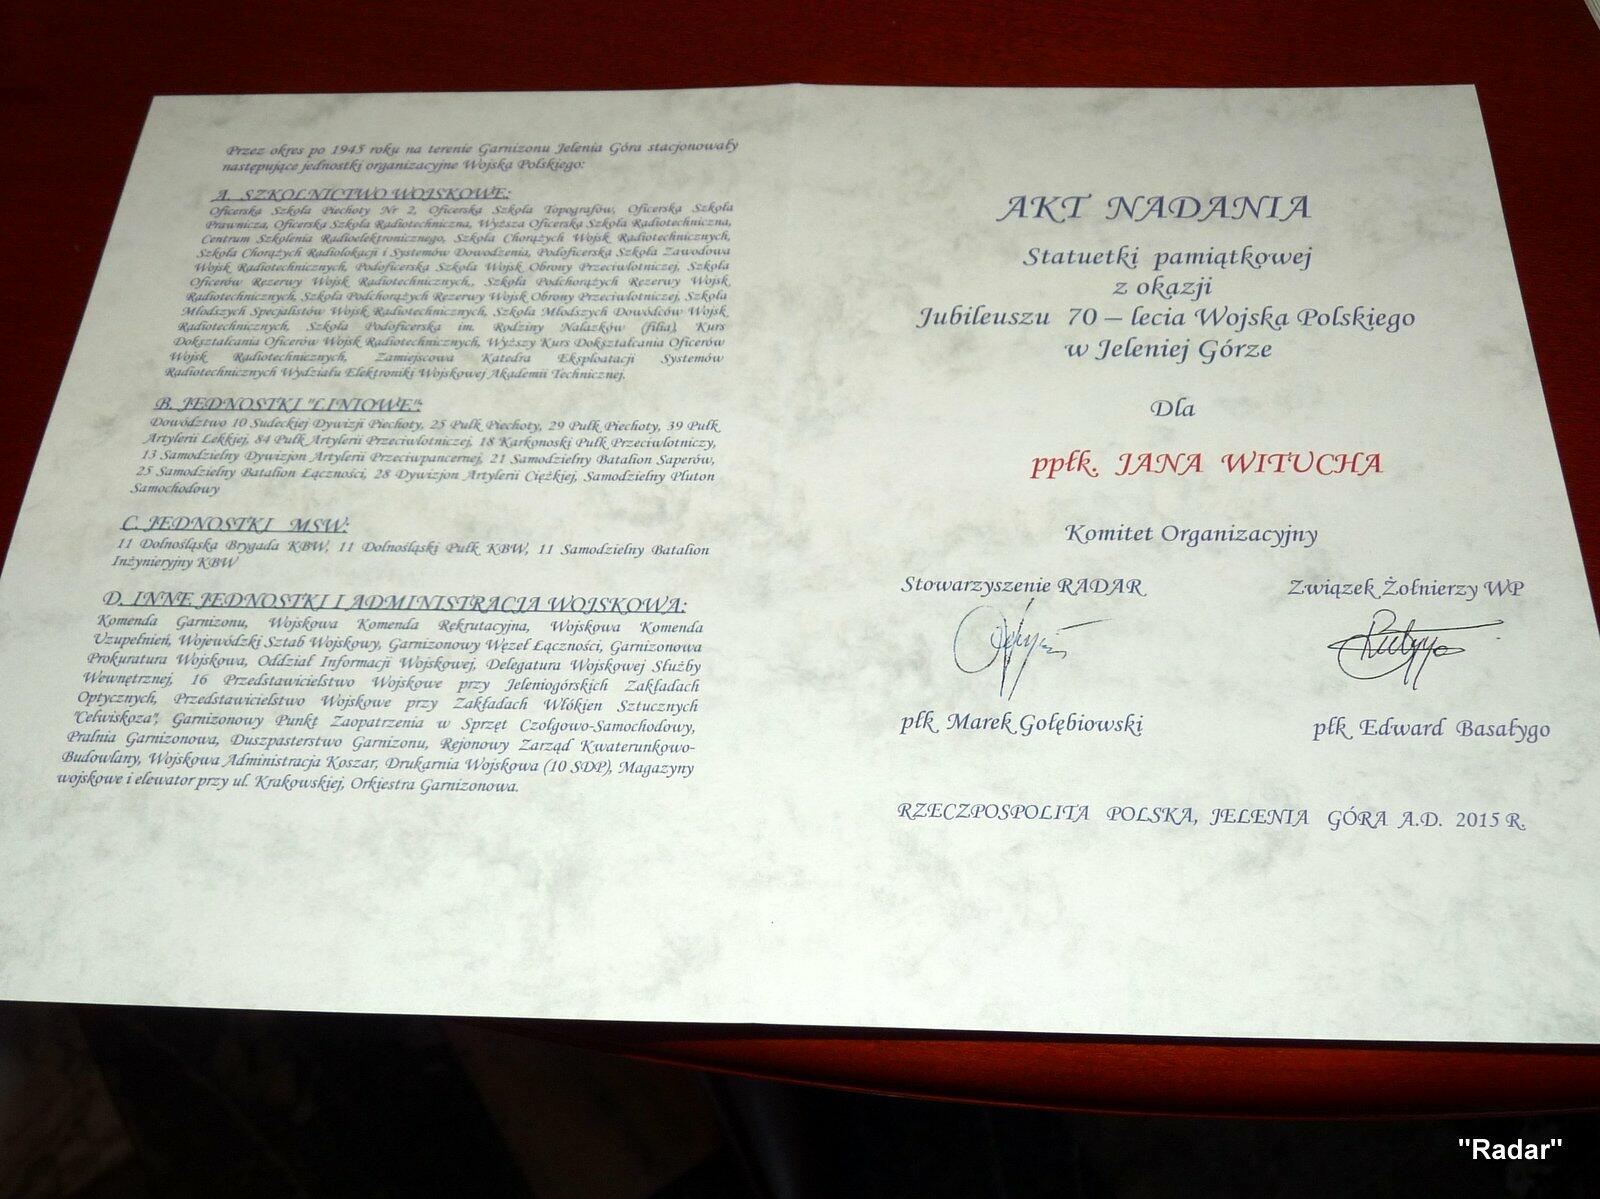 Przez okres po 1945 roku na terenie Garnizonu Jelenia Góra stacjonowały
następujące jednostki organizacyjne Wojska Polskiego:
A. SZKOLNICTWO WOJSKOWE:
Oficerska Szkoła Piechoty Nr 2, Oficerska Szkoła Topografów, Oficerska Szkoła
Prawnicza, Oficerska Szkoła Radiotechniczna, Wyższa Oficerska Szkoła Radiotechniczna,
Centrum Szkolenia Radioelektronicznego, Szkoła Chorążych Wojsk Radiotechnicznych,
Szkoła Chorążych Radiolokacji i Systemów Dowodzenia, Podoficerska Szkoła Zawodowa
Wojsk Radiotechnicznych, Podoficerska Szkoła Wojsk Obrony Przeciwlotniczej, Szkoła
Oficerów Rezerwy Wojsk Radiotechnicznych,, Szkoła Podchorążych Rezerwy Wojsk
Radiotechnicznych, Szkoła Podchorążych Rezerwy Wojsk Obrony Przeciwlotniczej, Szkoła
Młodszych Specjalistów Wojsk Radiotechnicznych, Szkoła Młodszych Dowódców Wojsk
Radiotechnicznych, Szkoła Podoficerska im. Rodziny Nalazków (filia), Kurs
Dokształcania Oficerów Wojsk Radiotechnicznych, Wyższy Kurs Dokształcania Oficerów
Wojsk Radiotechnicznych, Zamiejscowa Katedra Eksploatacji Systemów
Radiotechnicznych Wydziału Elektroniki Wojskowej Akademii Technicznej.
B. JEDNOSTKI "LINIOWE":
Dowództwo 10 Sudeckiej Dywizji Piechoty, 25 Pułk Piechoty, 29 Pułk Piechoty, 39 Pułk
Artylerii Lekkiej, 84 Pułk Artylerii Przeciwlotniczej, 18 Karkonoski Pułk Przeciwlotniczy,
13 Samodzielny Dywizjon Artylerii Przeciwpancernej, 21 Samodzielny Batalion Saperów,
25 Samodzielny Batalion Łączności, 28 Dywizjon Artylerii Ciężkiej, Samodzielny Pluton
Samochodowy
C. JEDNOSTKI MSW:
11 Dolnośląska Brygada KBW, 11 Dolnośląski Pułk KBW, 11 Samodzielny Batalion
Inżynieryjny KBW
D. INNE JEDNOSTKI I ADMINISTRACJA WOJSKOWA:
Komenda Garnizonu, Wojskowa Komenda Rekrutacyjna, Wojskowa Komenda
Uzupełnień, Wojewódzki Sztab Wojskowy, Garnizonowy Węzeł Łączności, Garnizonowa
Prokuratura Wojskowa, Oddział Informacji Wojskowej, Delegatura Wojskowej Służby
Wewnętrznej, 16 Przedstawicielstwo Wojskowe przy Jeleniogórskich Zakładach
Optycznych, Przedstawicielstwo Wojskowe przy Zakładach Włókien Sztucznych
"Celwiskoza", Garnizonowy Punkt Zaopatrzenia w Sprzęt Czołgowo-Samochodowy,
Pralnia Garnizonowa, Duszpasterstwo Garnizonu, Rejonowy Zarząd Kwaterunkowo-
Budowlany, Wojskowa Administracja Koszar, Drukarnia Wojskowa (10 SDP), Magazyny
wojskowe i elewator przy ul. Krakowskiej, Orkiestra Garnizonowa.
AKT NADANIA
Statuetki pamiątkowej
z okazji
Jubileuszu 70 – lecia Wojska Polskiego
w Jeleniej Górze
Dla
ppłk. JANA WITUCHA
Komitet Organizacyjny
Stowarzyszenie RADAR
Związek Żołnierzy WP
płk Marek Gołębiowski
płk Edward Basałygo
RZECZPOSPOLITA POLSKA, JELENIA GÓRA A.D. 2015 R.
"Radar"